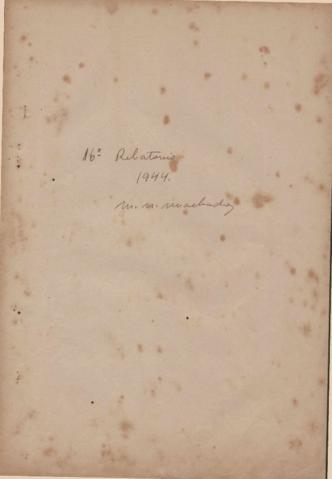 16º Relatorio
1944.
M. N. Machado